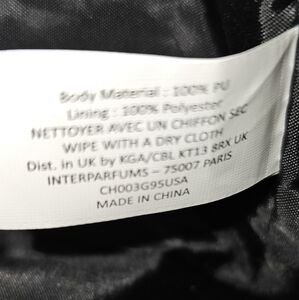 Body Material : 100% PU
Lining : 100% Polyester
NETTOYER AVEC UN CHIFFON SEC
WIPE WITH A DRY CLOTH
Dist. in UK by KGA/CBL KT13 8RX UK
INTERPARFUMS – 75007 PARIS
CH003G95USA
MADE IN CHINA